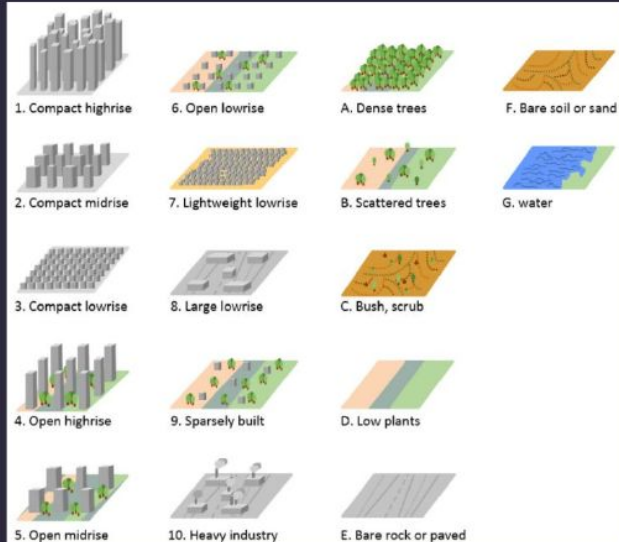 1. Compact highrise
6. Open lowrise
A. Dense trees
F. Bare soil or sand
2. Compact midrise
7. Lightweight lowrise
B. Scattered trees
G. water
3. Compact lowrise
8. Large lowrise
C. Bush, scrub
4. Open highrise
9. Sparsely built
D. Low plants
5. Open midrise
10. Heavy industry
E. Bare rock or paved